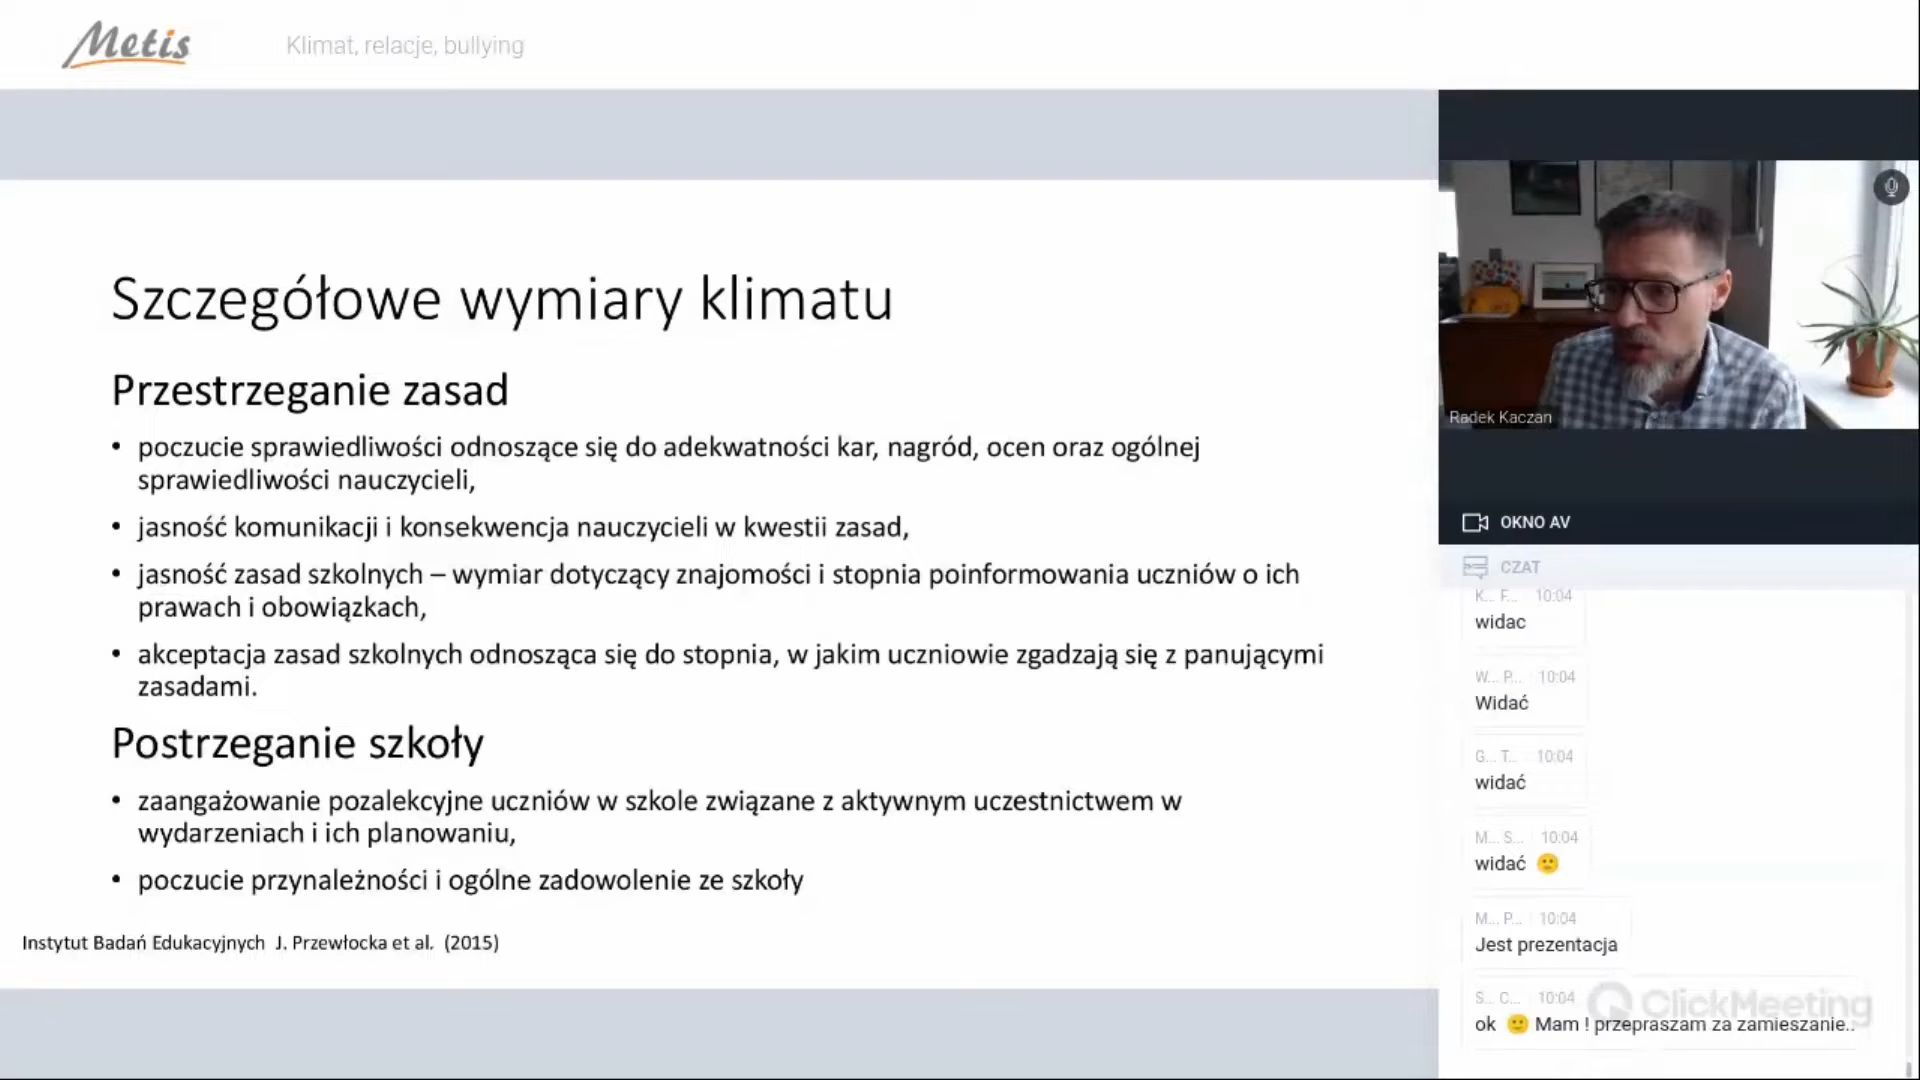 Metis
Klimat, relacje, bullying
Szczegółowe wymiary klimatu
Przestrzeganie zasad
• poczucie sprawiedliwości odnoszące się do adekwatności kar, nagród, ocen oraz ogólnej
sprawiedliwości nauczycieli,
• jasność komunikacji i konsekwencja nauczycieli w kwestii zasad,
• jasność zasad szkolnych – wymiar dotyczący znajomości i stopnia poinformowania uczniów o ich
prawach i obowiązkach,
• akceptacja zasad szkolnych odnosząca się do stopnia, w jakim uczniowie zgadzają się z panującymi
zasadami.
Postrzeganie szkoły
• zaangażowanie pozalekcyjne uczniów w szkole związane z aktywnym uczestnictwem w
wydarzeniach i ich planowaniu,
• poczucie przynależności i ogólne zadowolenie ze szkoły
Instytut Badań Edukacyjnych J. Przewłocka et al. (2015)
Radek Kaczan
OKNO AV
CZAT
K... F... 10:04
widac
W... P... 10:04
Widać
G... T... 10:04
widać
M... S... 10:04
widać 🙂
M... P... 10:04
Jest prezentacja
S... C... 10:04
ok 🙂 Mam ! przepraszam za zamieszanie..
ClickMeeting